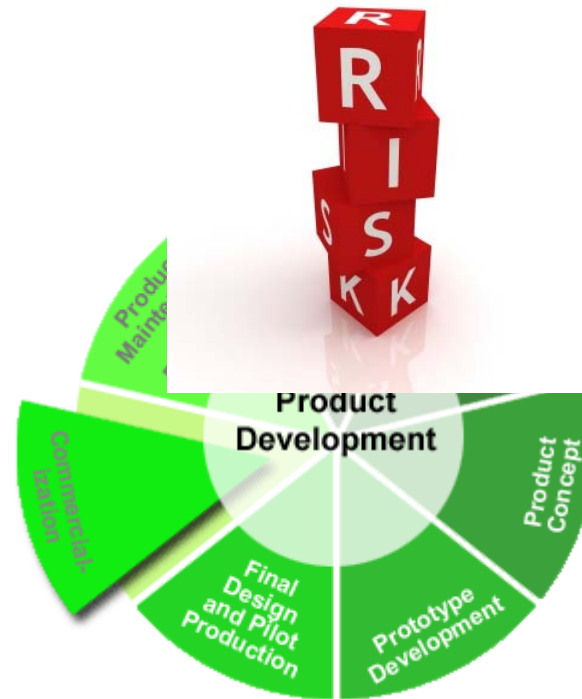 R
R
R
I
I
S
S
K
K
Product
Development
Commercial-
ization
Final
Design
and Pilot
Production
Prototype
Development
Product
Concept